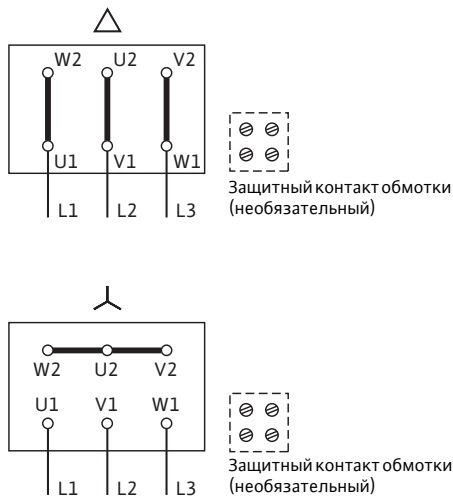 W2 U2 V2
U1 V1 W1
L1 L2 L3
Защитный контакт обмотки
(необязательный)
W2 U2 V2
U1 V1 W1
L1 L2 L3
Защитный контакт обмотки
(необязательный)